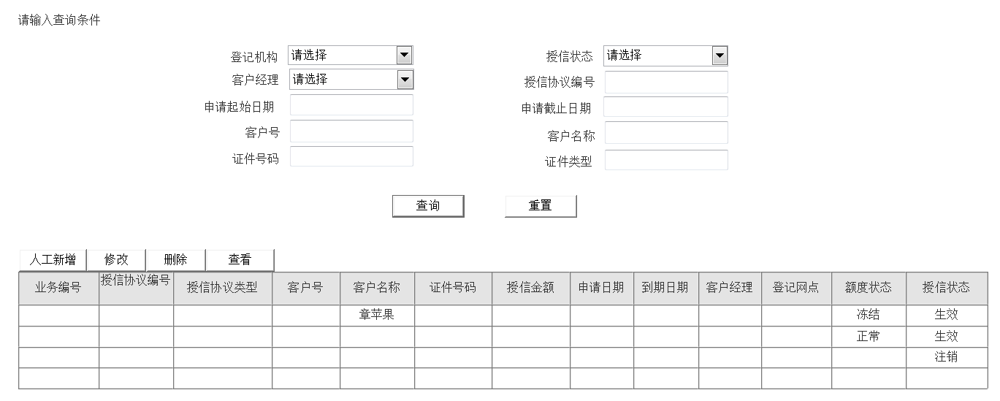 请输入查询条件
登记机构 请选择 授信状态 请选择
客户经理 请选择 授信协议编号
申请起始日期 申请截止日期
客户号 客户名称
证件号码 证件类型
查询 重置
人工新增 修改 删除 查看
业务编号 授信协议编号 授信协议类型 客户号 客户名称 证件号码 授信金额 申请日期 到期日期 客户经理 登记网点 额度状态 授信状态
章苹果 冻结 生效
正常 生效
注销